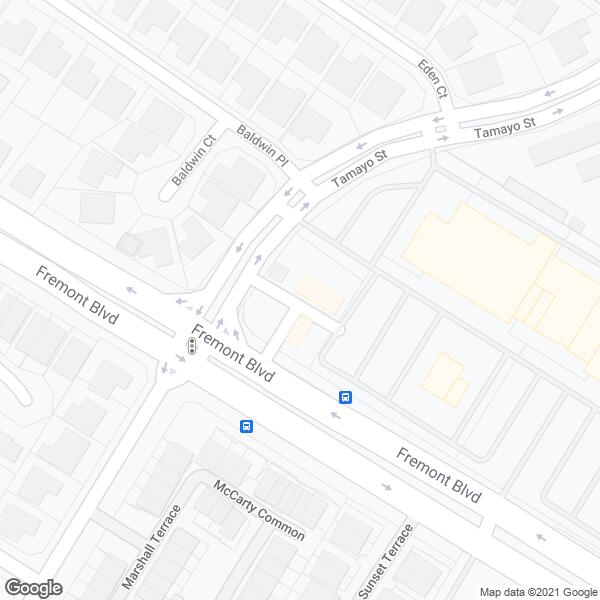 Eden Ct
Tamayo St
Baldwin Pl
Baldwin Ct
Tamayo St
Fremont Blvd
Fremont Blvd
Fremont Blvd
McCarty Common
Marshall Terrace
Sunset Terrace
Google
Map data ©2021 Google